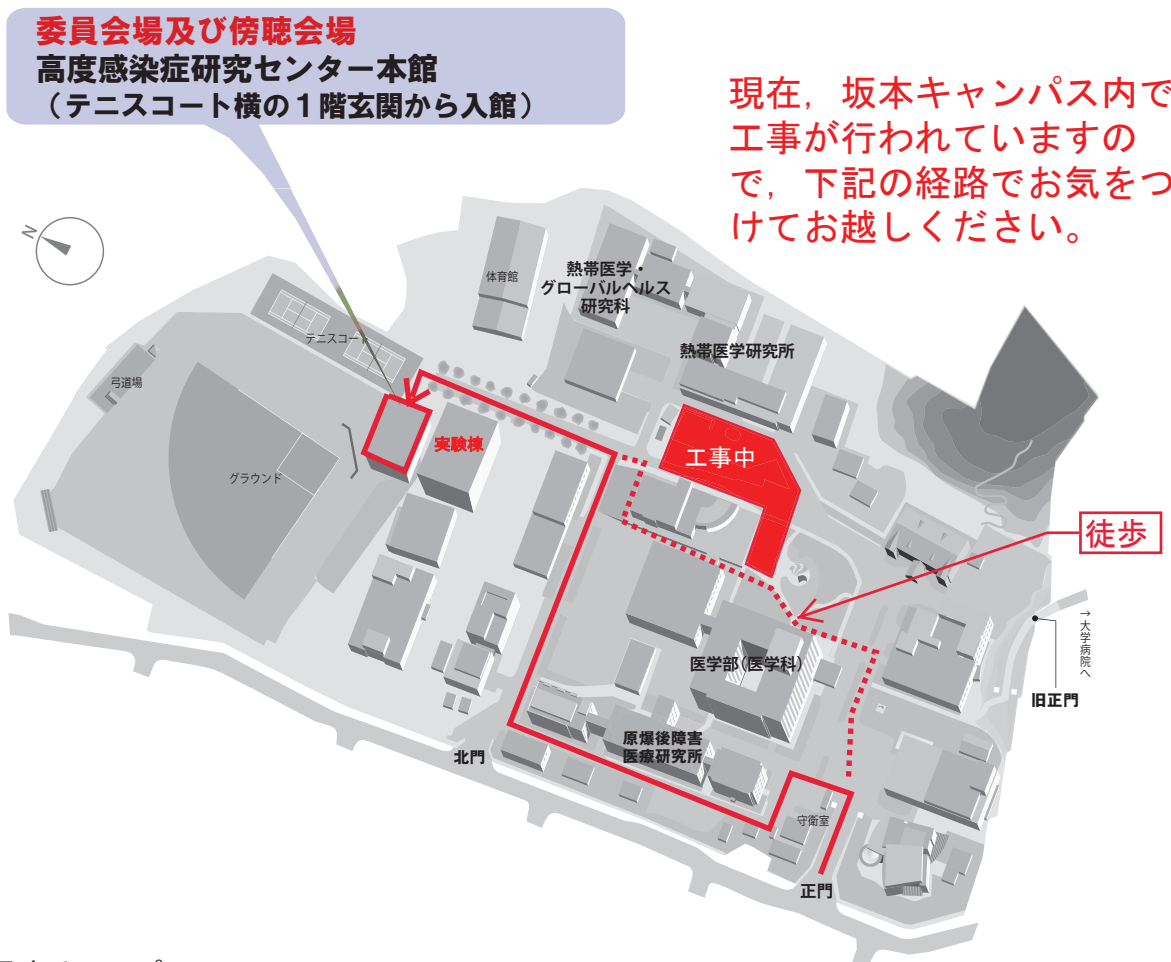 委員会場及び傍聴会場
高度感染症研究センター本館
（テニスコート横の１階玄関から入館）
現在，坂本キャンパス内で
工事が行われていますの
で，下記の経路でお気をつ
けてお越しください。
N
体育館
熱帯医学・
グローバルヘルス
研究科
テニスコート
熱帯医学研究所
弓道場
実験棟
工事中
グラウンド
徒歩
→大学病院へ
医学部(医学科)
旧正門
原爆後障害
医療研究所
北門
守衛室
正門